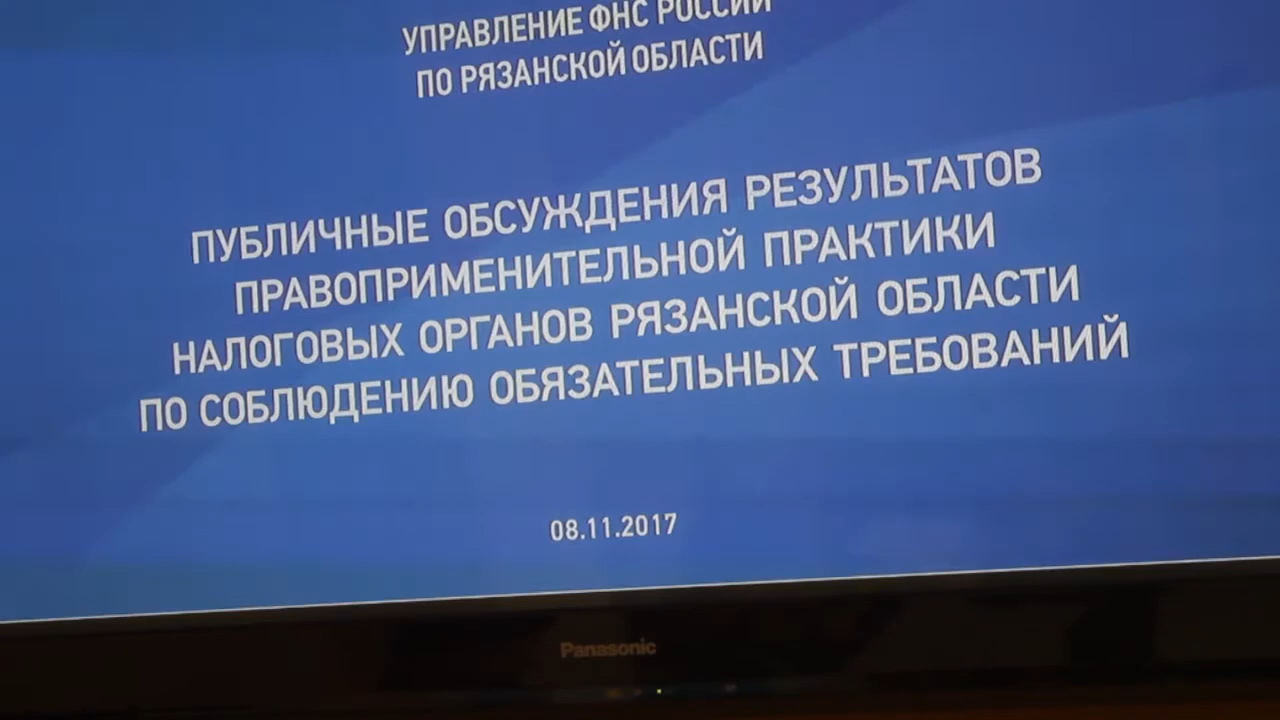 УПРАВЛЕНИЕ ФНС РОССИИ
ПО РЯЗАНСКОЙ ОБЛАСТИ
ПУБЛИЧНЫЕ ОБСУЖДЕНИЯ РЕЗУЛЬТАТОВ
ПРАВОПРИМЕНИТЕЛЬНОЙ ПРАКТИКИ
НАЛОГОВЫХ ОРГАНОВ РЯЗАНСКОЙ ОБЛАСТИ
ПО СОБЛЮДЕНИЮ ОБЯЗАТЕЛЬНЫХ ТРЕБОВАНИЙ
08.11.2017
Panasonic